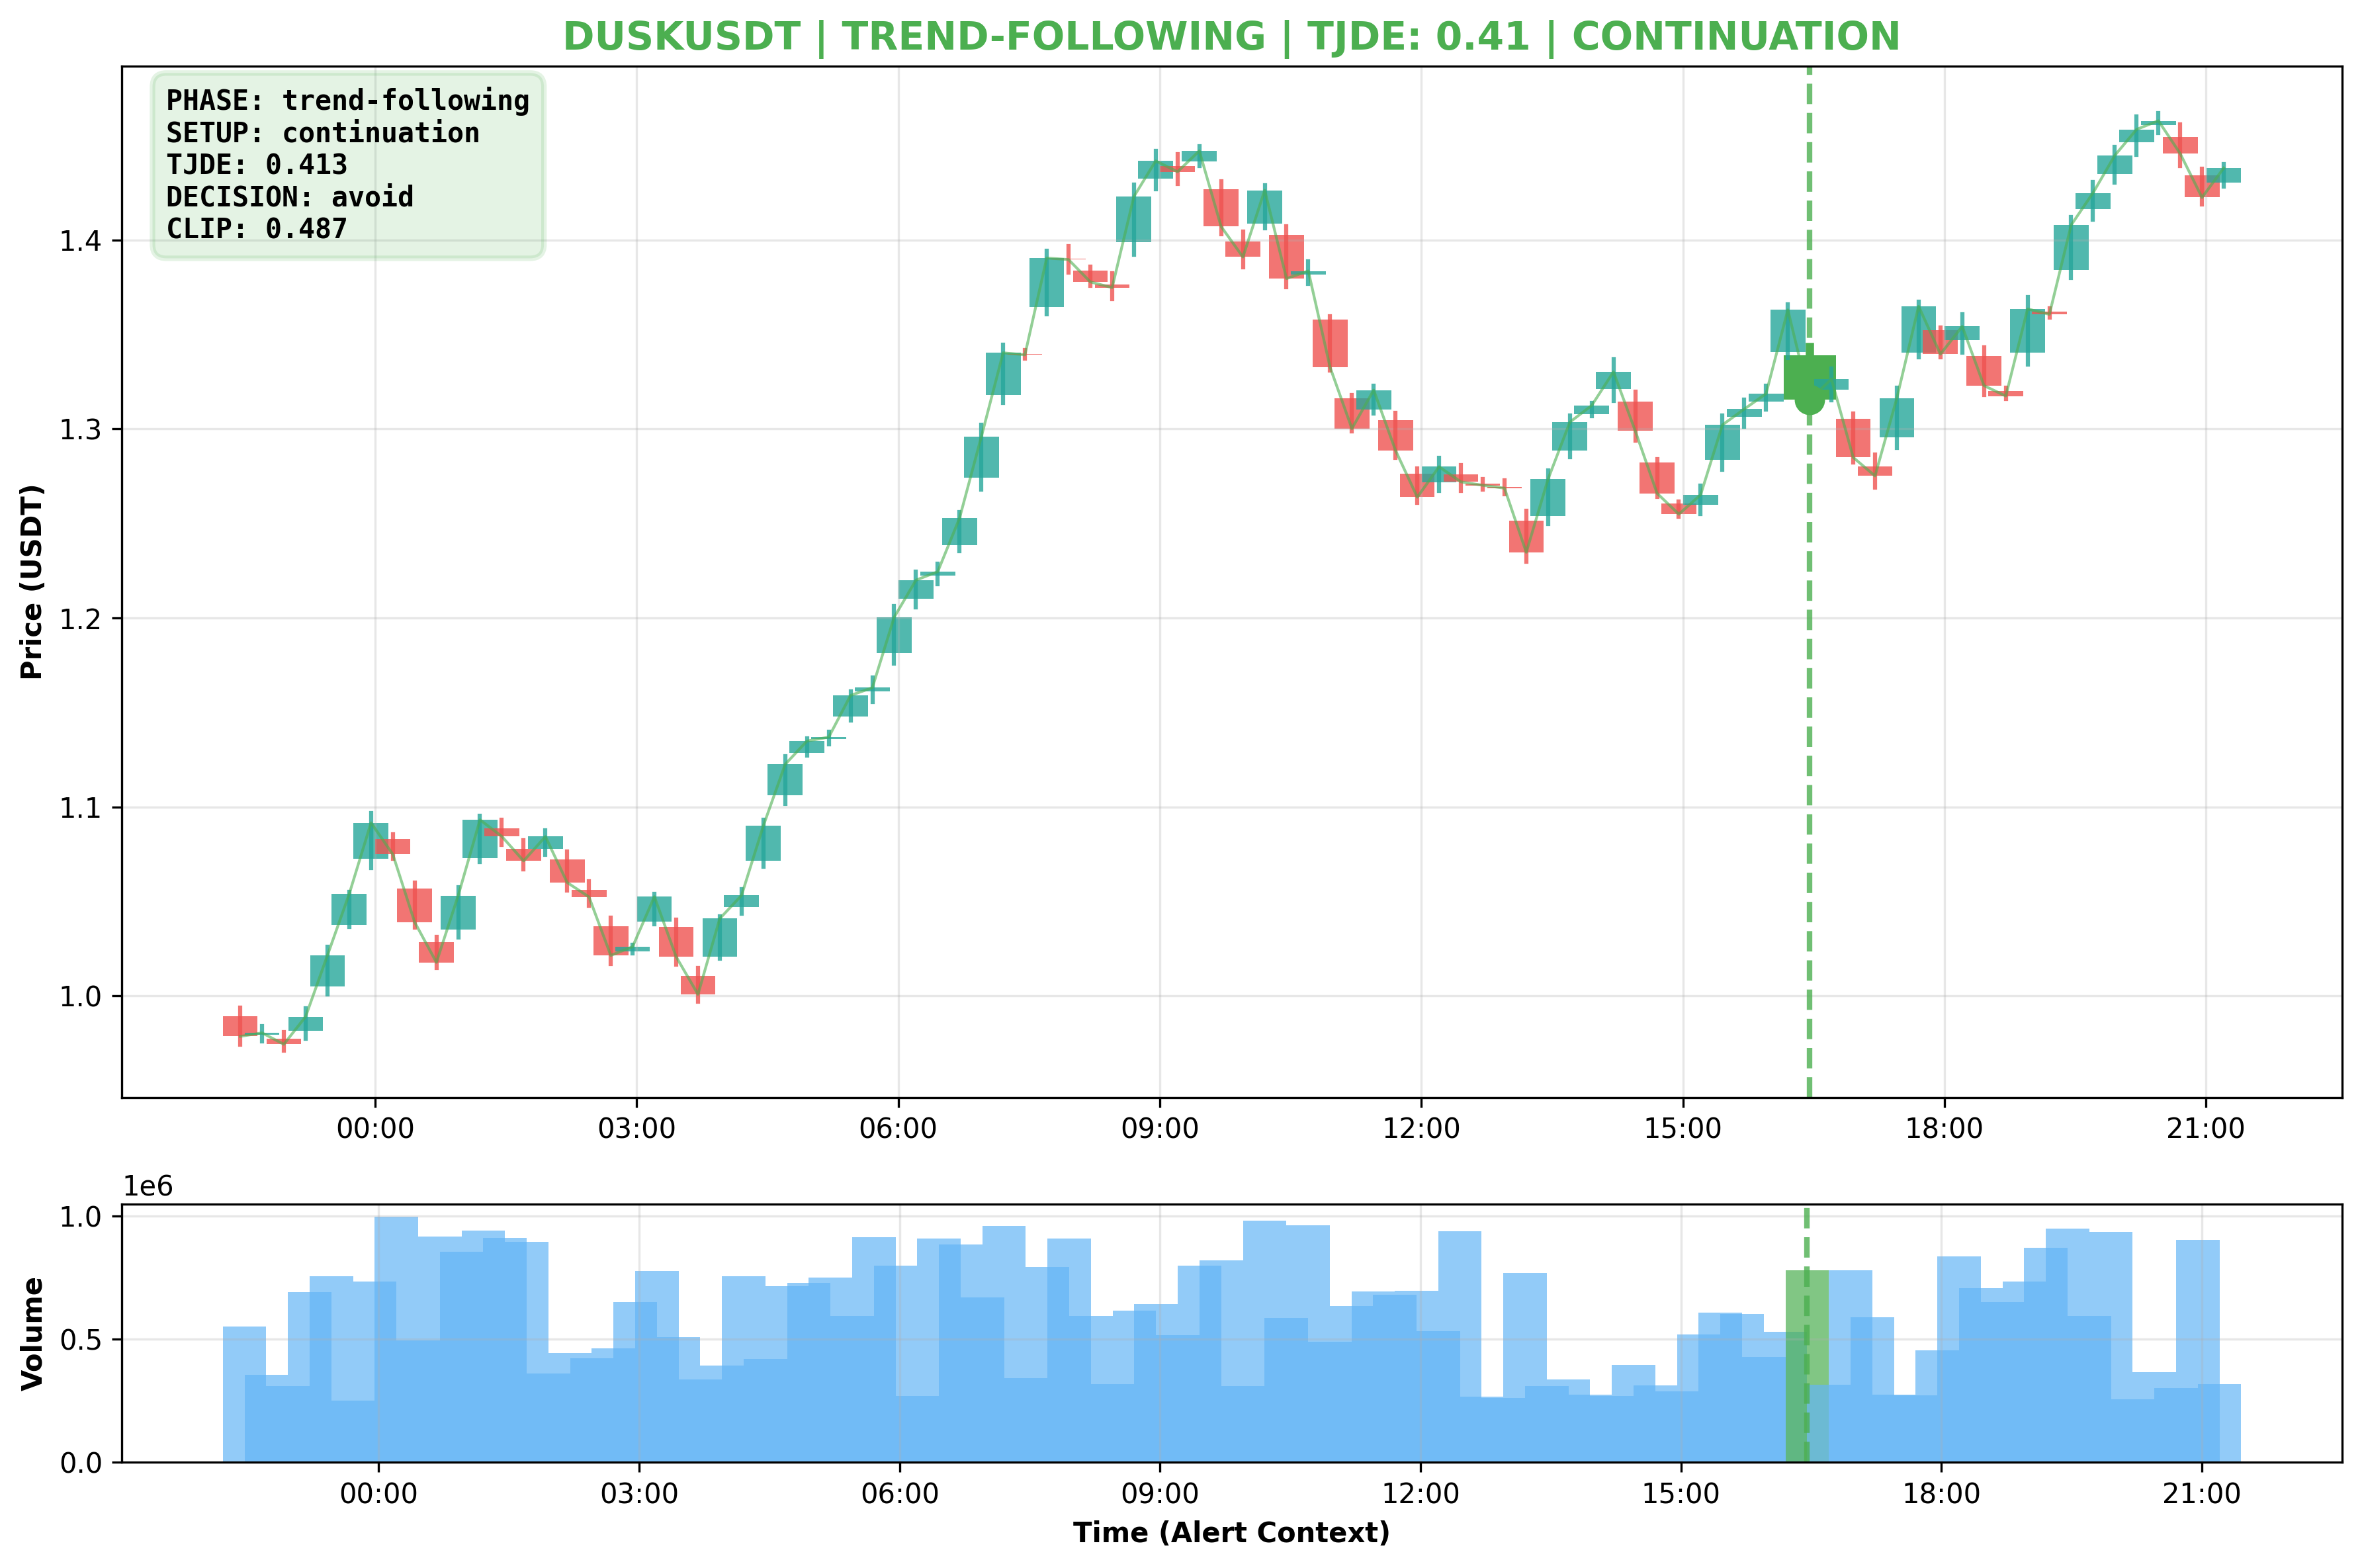 DUSKUSDT | TREND-FOLLOWING | TJDE: 0.41 | CONTINUATION
PHASE: trend-following
SETUP: continuation
TJDE: 0.413
DECISION: avoid
CLIP: 0.487
Price (USDT)
1.4
1.3
1.2
1.1
1.0
00:00 03:00 06:00 09:00 12:00 15:00 18:00 21:00
1e6
Volume
1.0
0.5
0.0
00:00 03:00 06:00 09:00 12:00 15:00 18:00 21:00
Time (Alert Context)